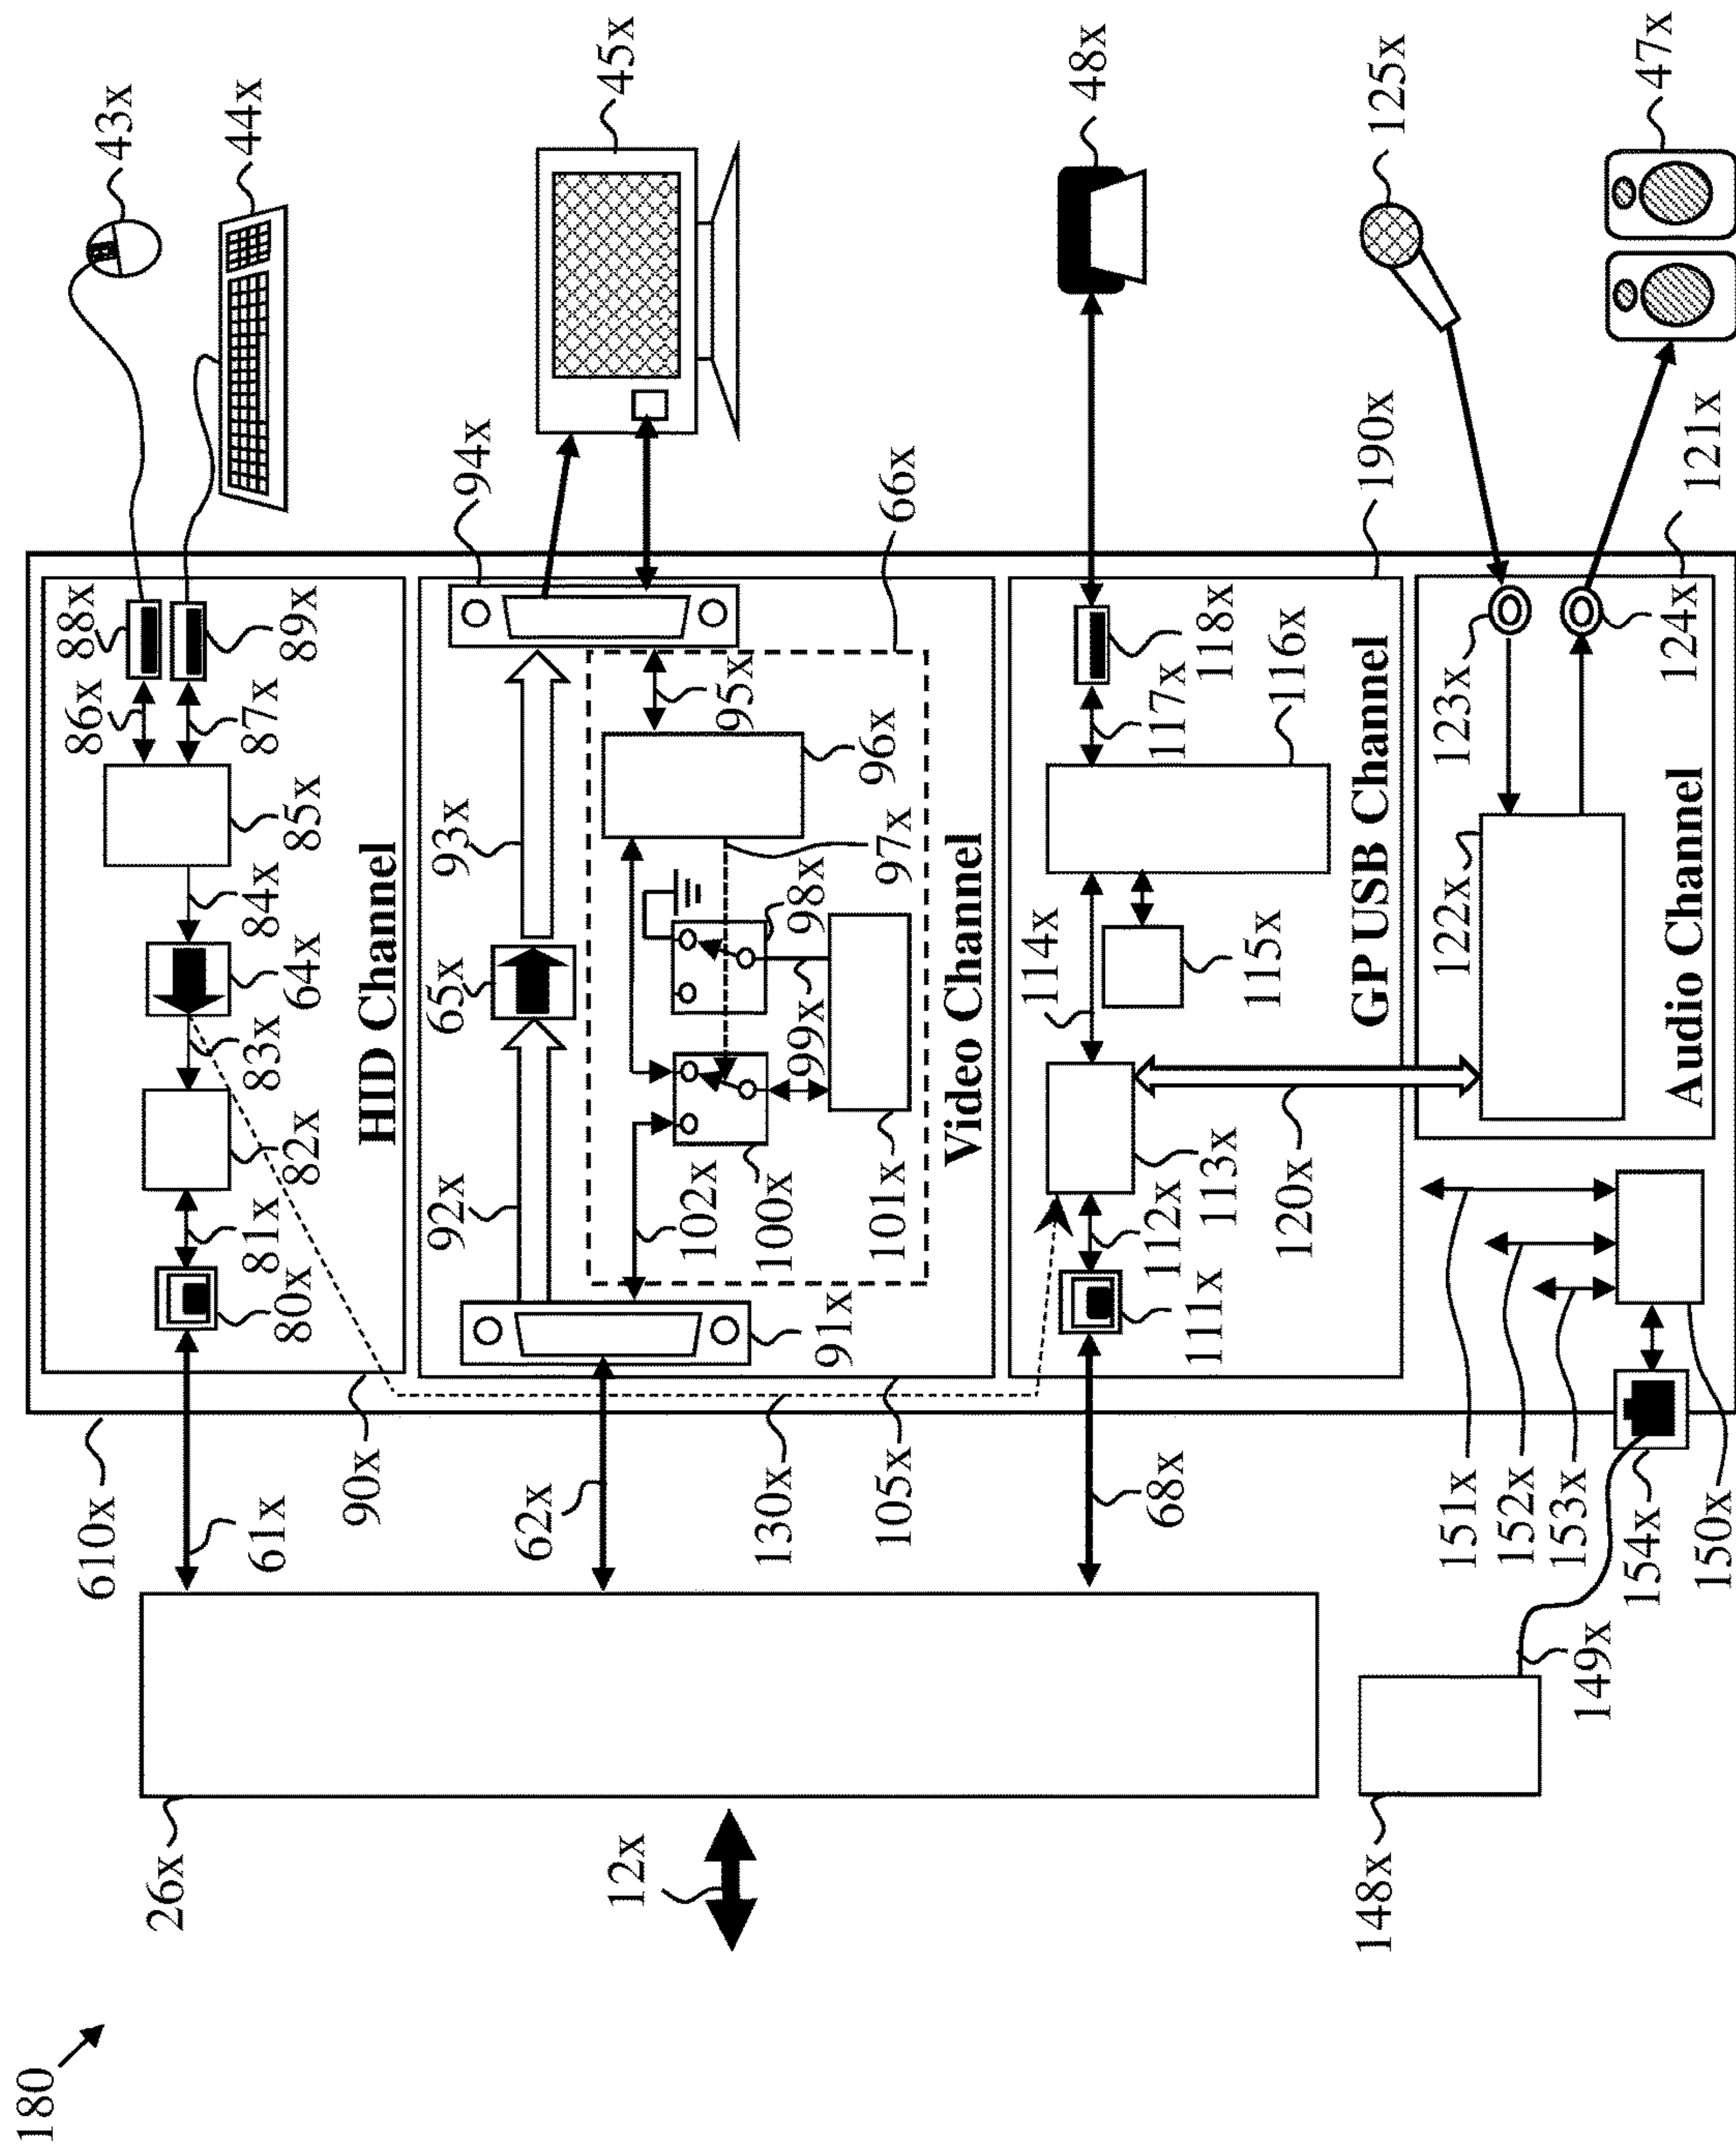 180
12x
26x
148x
149x
610x
61x
90x
62x
130x
105x
68x
151x
152x
153x
154x
150x
80x
81x
82x
83x
64x
84x
85x
86x
87x
88x
89x
HID Channel
43x
44x
91x
92x
65x
93x
94x
45x
102x
100x
101x
99x
98x
97x
96x
95x
66x
Video Channel
111x
112x
113x
114x
115x
116x
117x
118x
48x
120x
GP USB Channel
190x
122x
123x
124x
Audio Channel
121x
125x
47x